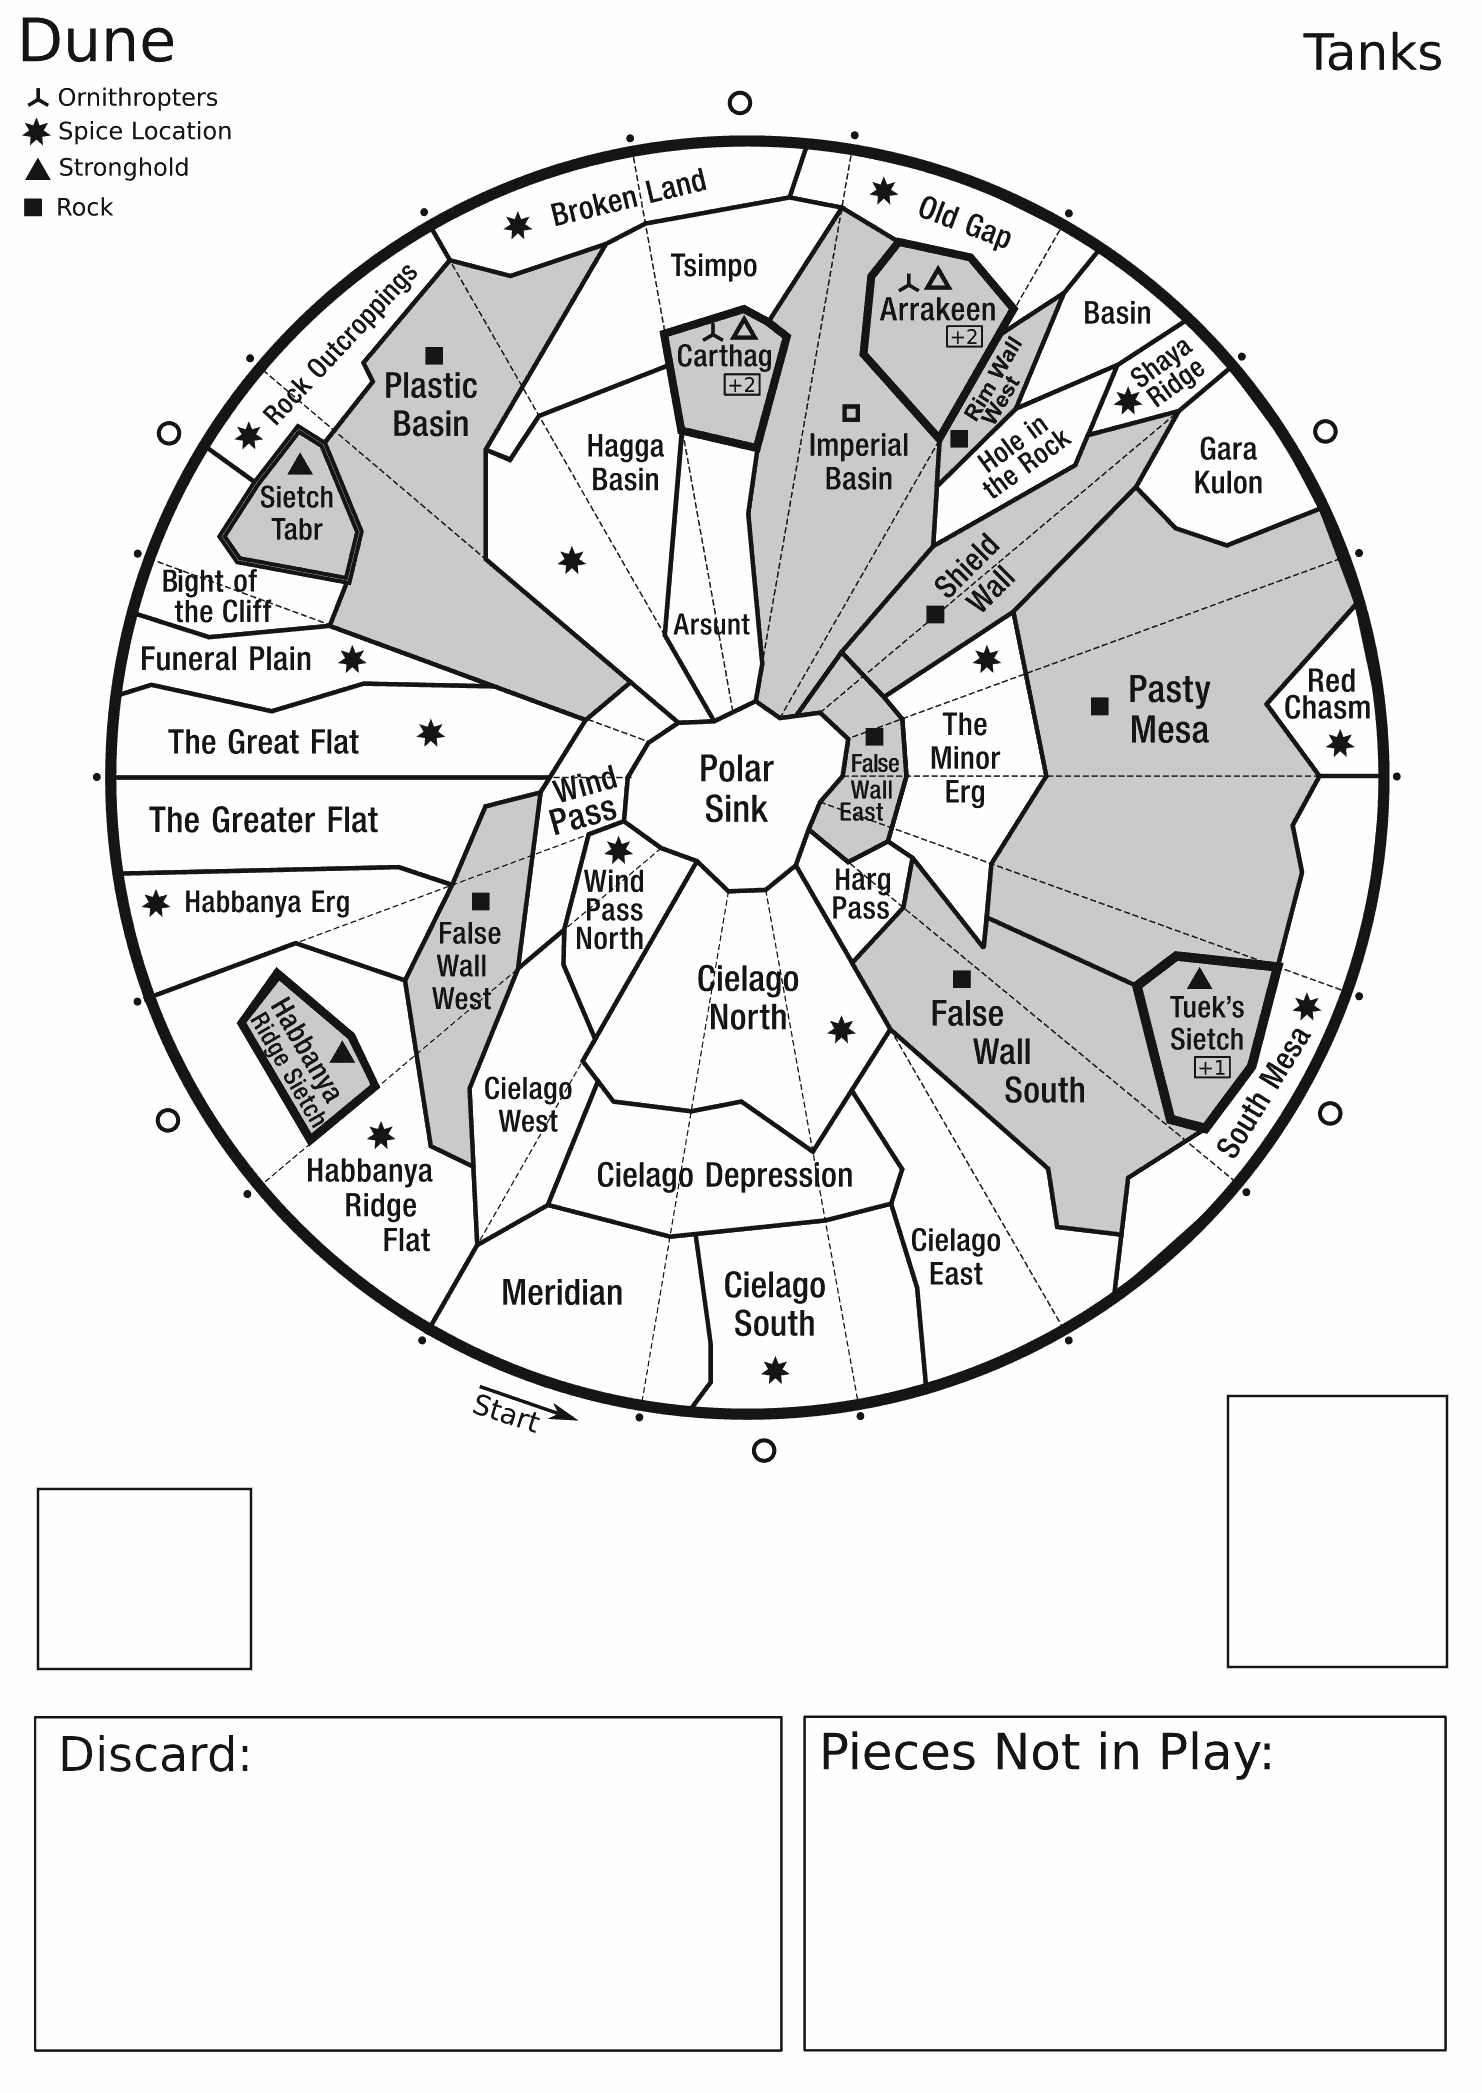 Dune
Tanks
Ornithropters
Spice Location
Stronghold
Rock
Broken Land
Old Gap
Tsimpo
Rock Outcroppings
Arrakeen
+2
Basin
Carthag
+2
Shaya
Ridge
Rim Wall
West
Plastic
Basin
Hagga
Basin
Imperial
Basin
Hole in
the Rock
Gara
Kulon
Sietch
Tabr
Shield
Wall
Bight of
the Cliff
Arsunt
Funeral Plain
Pasty
Mesa
Red
Chasm
The Great Flat
The
Minor
Erg
Polar
Sink
False
Wall
East
Wind
Pass
The Greater Flat
Harg
Pass
Wind
Pass
North
Habbanya Erg
False
Wall
West
Cielago
North
False
Wall
South
Tuek's
Sietch
+1
South Mesa
Habbanya
Ridge Sietch
Cielago
West
Habbanya
Ridge
Flat
Cielago Depression
Cielago
East
Meridian
Cielago
South
Start
Discard:
Pieces Not in Play: